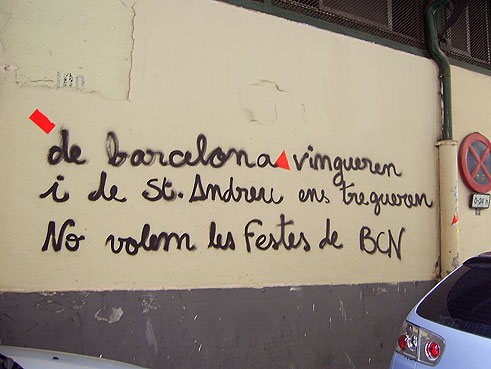 de barcelona vingueren
i de St. Andreu ens tregueren
No volem les Festes de BCN